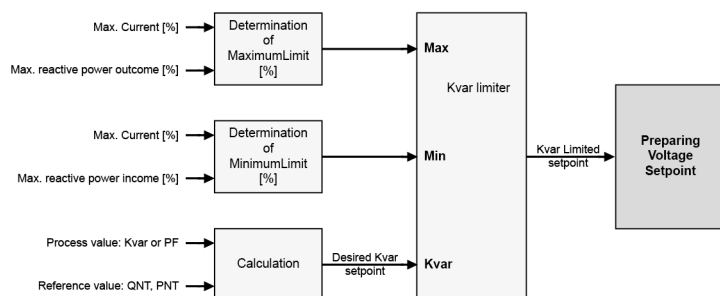 Max. Current [%]
Max. reactive power outcome [%]
Determination
of
MaximumLimit
[%]
Max
Kvar limiter
Max. Current [%]
Max. reactive power income [%]
Determination
of
MinimumLimit
[%]
Min
Kvar Limited
setpoint
Preparing
Voltage
Setpoint
Process value: Kvar or PF
Reference value: QNT, PNT
Calculation
Desired Kvar
setpoint
Kvar